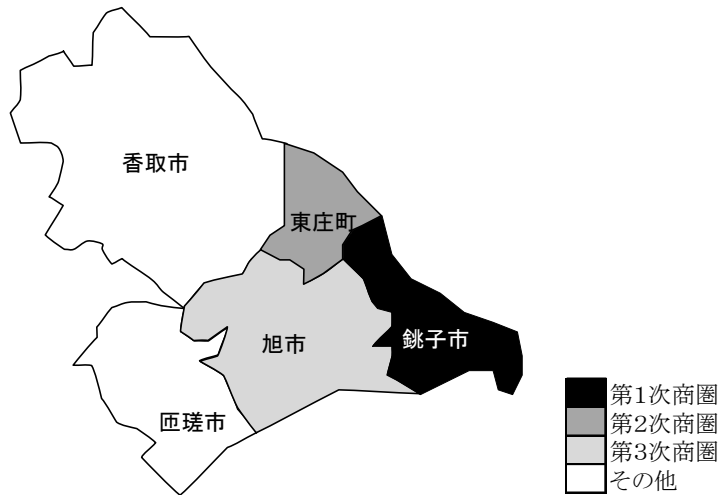 香取市
東庄町
旭市
銚子市
匝瑳市
第1次商圏
第2次商圏
第3次商圏
その他